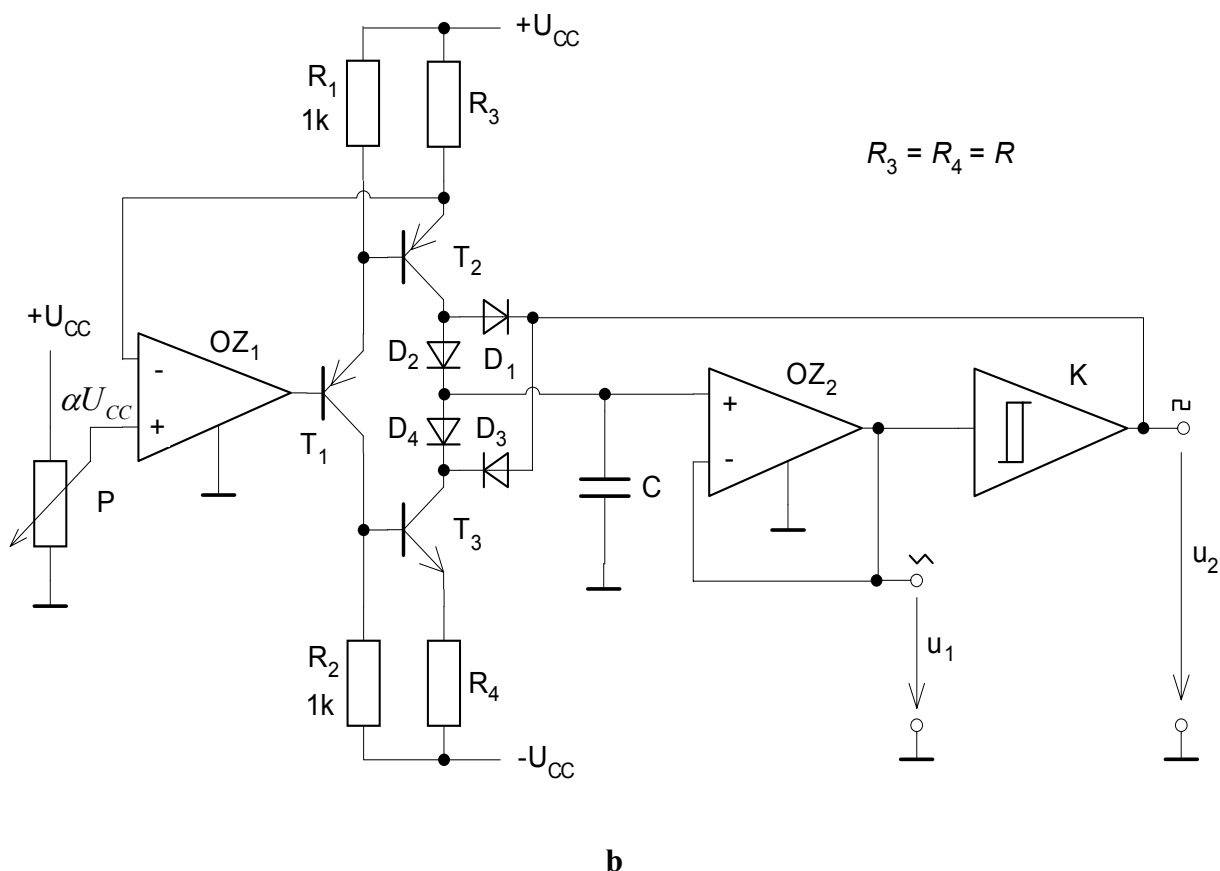 +U_CC
R_1
1k
R_3
R_3 = R_4 = R
T_2
+U_CC
OZ_1
D_2
D_1
OZ_2
K
-
αU_CC
+
+
D_4
D_3
T_1
-
P
C
T_3
u_2
R_2
1k
R_4
u_1
-U_CC
b